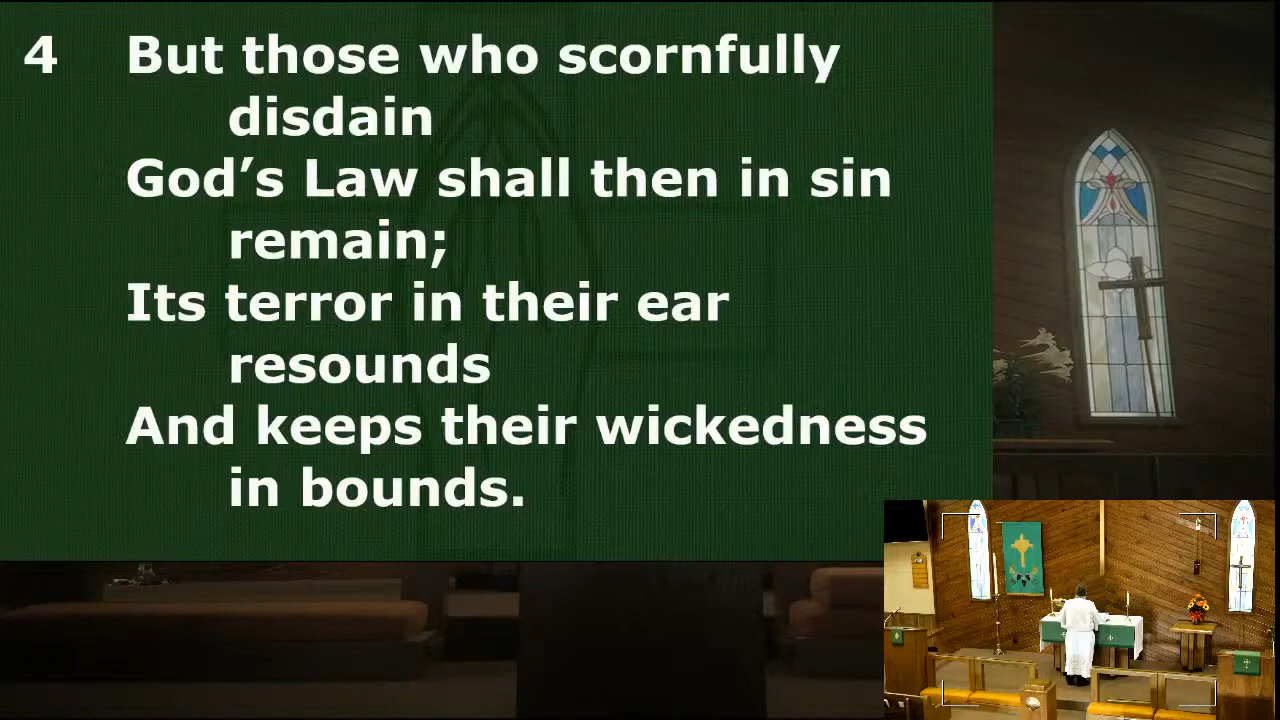 4 But those who scornfully
disdain
God's Law shall then in sin
remain;
Its terror in their ear
resounds
And keeps their wickedness
in bounds.